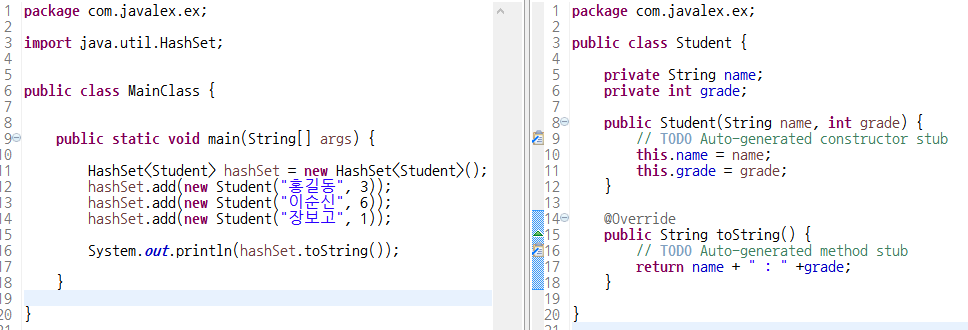 1 package com.javalex.ex;
2
3 import java.util.HashSet;
4
5
6 public class MainClass {
7
8
9 public static void main(String[] args) {
10
11 HashSet<Student> hashSet = new HashSet<Student>();
12 hashSet.add(new Student("홍길동", 3));
13 hashSet.add(new Student("이순신", 6));
14 hashSet.add(new Student("장보고", 1));
15
16 System.out.println(hashSet.toString());
17
18 }
19
20 }
1 package com.javalex.ex;
2
3 public class Student {
4
5 private String name;
6 private int grade;
7
8 public Student(String name, int grade) {
9 // TODO Auto-generated constructor stub
10 this.name = name;
11 this.grade = grade;
12 }
13
14 @Override
15 public String toString() {
16 // TODO Auto-generated method stub
17 return name + " : " +grade;
18 }
19
20 }